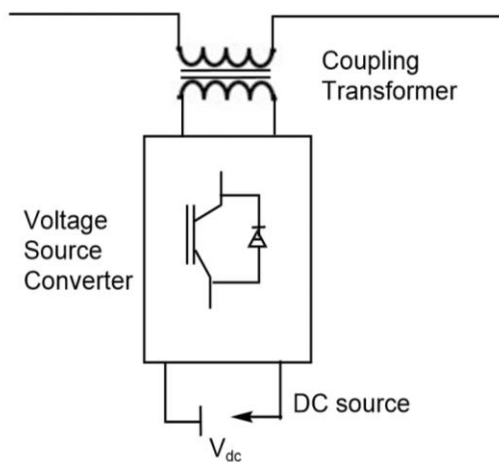 Coupling
Transformer
Voltage
Source
Converter
DC source
Vdc